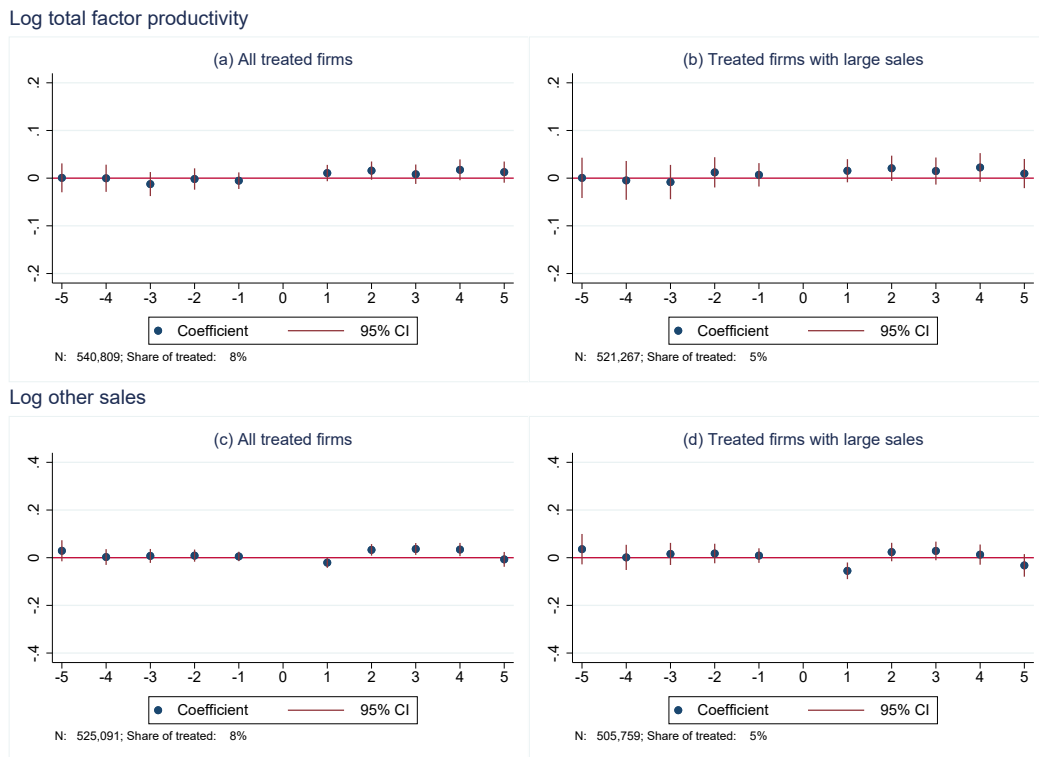 Log total factor productivity
(a) All treated firms
.2
.1
0
-.1
-.2
-5 -4 -3 -2 -1 0 1 2 3 4 5
Coefficient 95% CI
N: 540,809; Share of treated: 8%
(b) Treated firms with large sales
.2
.1
0
-.1
-.2
-5 -4 -3 -2 -1 0 1 2 3 4 5
Coefficient 95% CI
N: 521,267; Share of treated: 5%
Log other sales
(c) All treated firms
.4
.2
0
-.2
-.4
-5 -4 -3 -2 -1 0 1 2 3 4 5
Coefficient 95% CI
N: 525,091; Share of treated: 8%
(d) Treated firms with large sales
.4
.2
0
-.2
-.4
-5 -4 -3 -2 -1 0 1 2 3 4 5
Coefficient 95% CI
N: 505,759; Share of treated: 5%